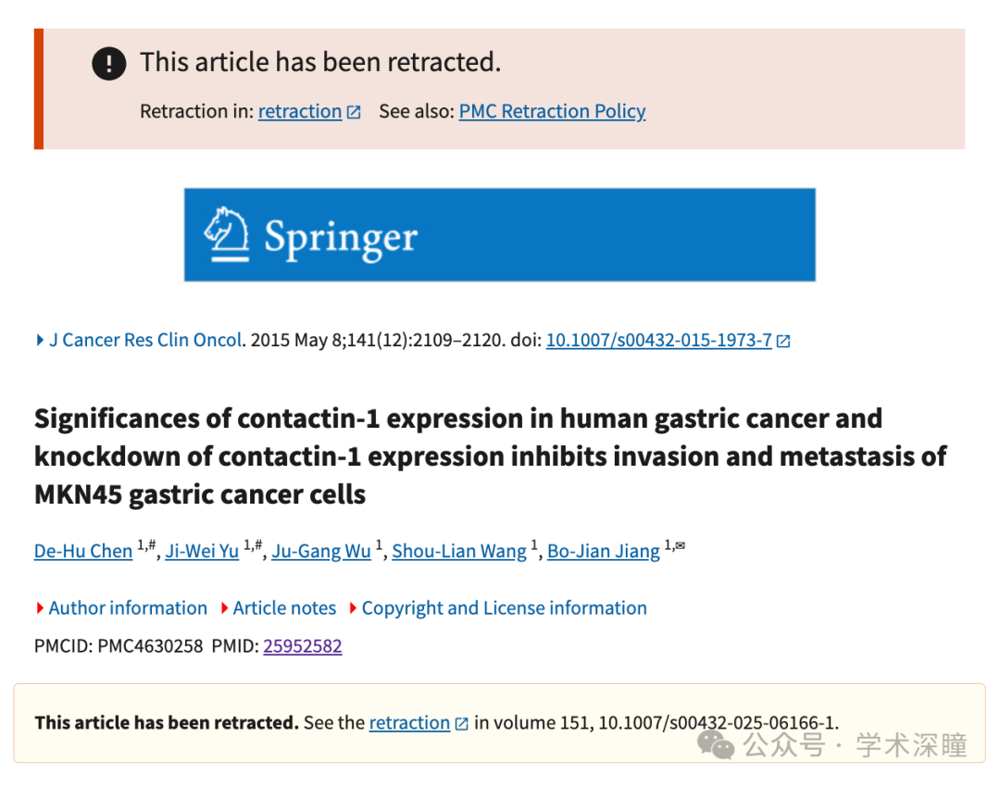 This article has been retracted.
Retraction in: retraction See also: PMC Retraction Policy
Springer
J Cancer Res Clin Oncol. 2015 May 8;141(12):2109–2120. doi: 10.1007/s00432-015-1973-7
Significances of contactin-1 expression in human gastric cancer and
knockdown of contactin-1 expression inhibits invasion and metastasis of
MKN45 gastric cancer cells
De-Hu Chen 1,#, Ji-Wei Yu 1,#, Ju-Gang Wu 1, Shou-Lian Wang 1, Bo-Jian Jiang 1,✉
Author information Article notes Copyright and License information
PMCID: PMC4630258 PMID: 25952582
This article has been retracted. See the retraction in volume 151, 10.1007/s00432-025-06166-1.
公众号 · 学术深瞳